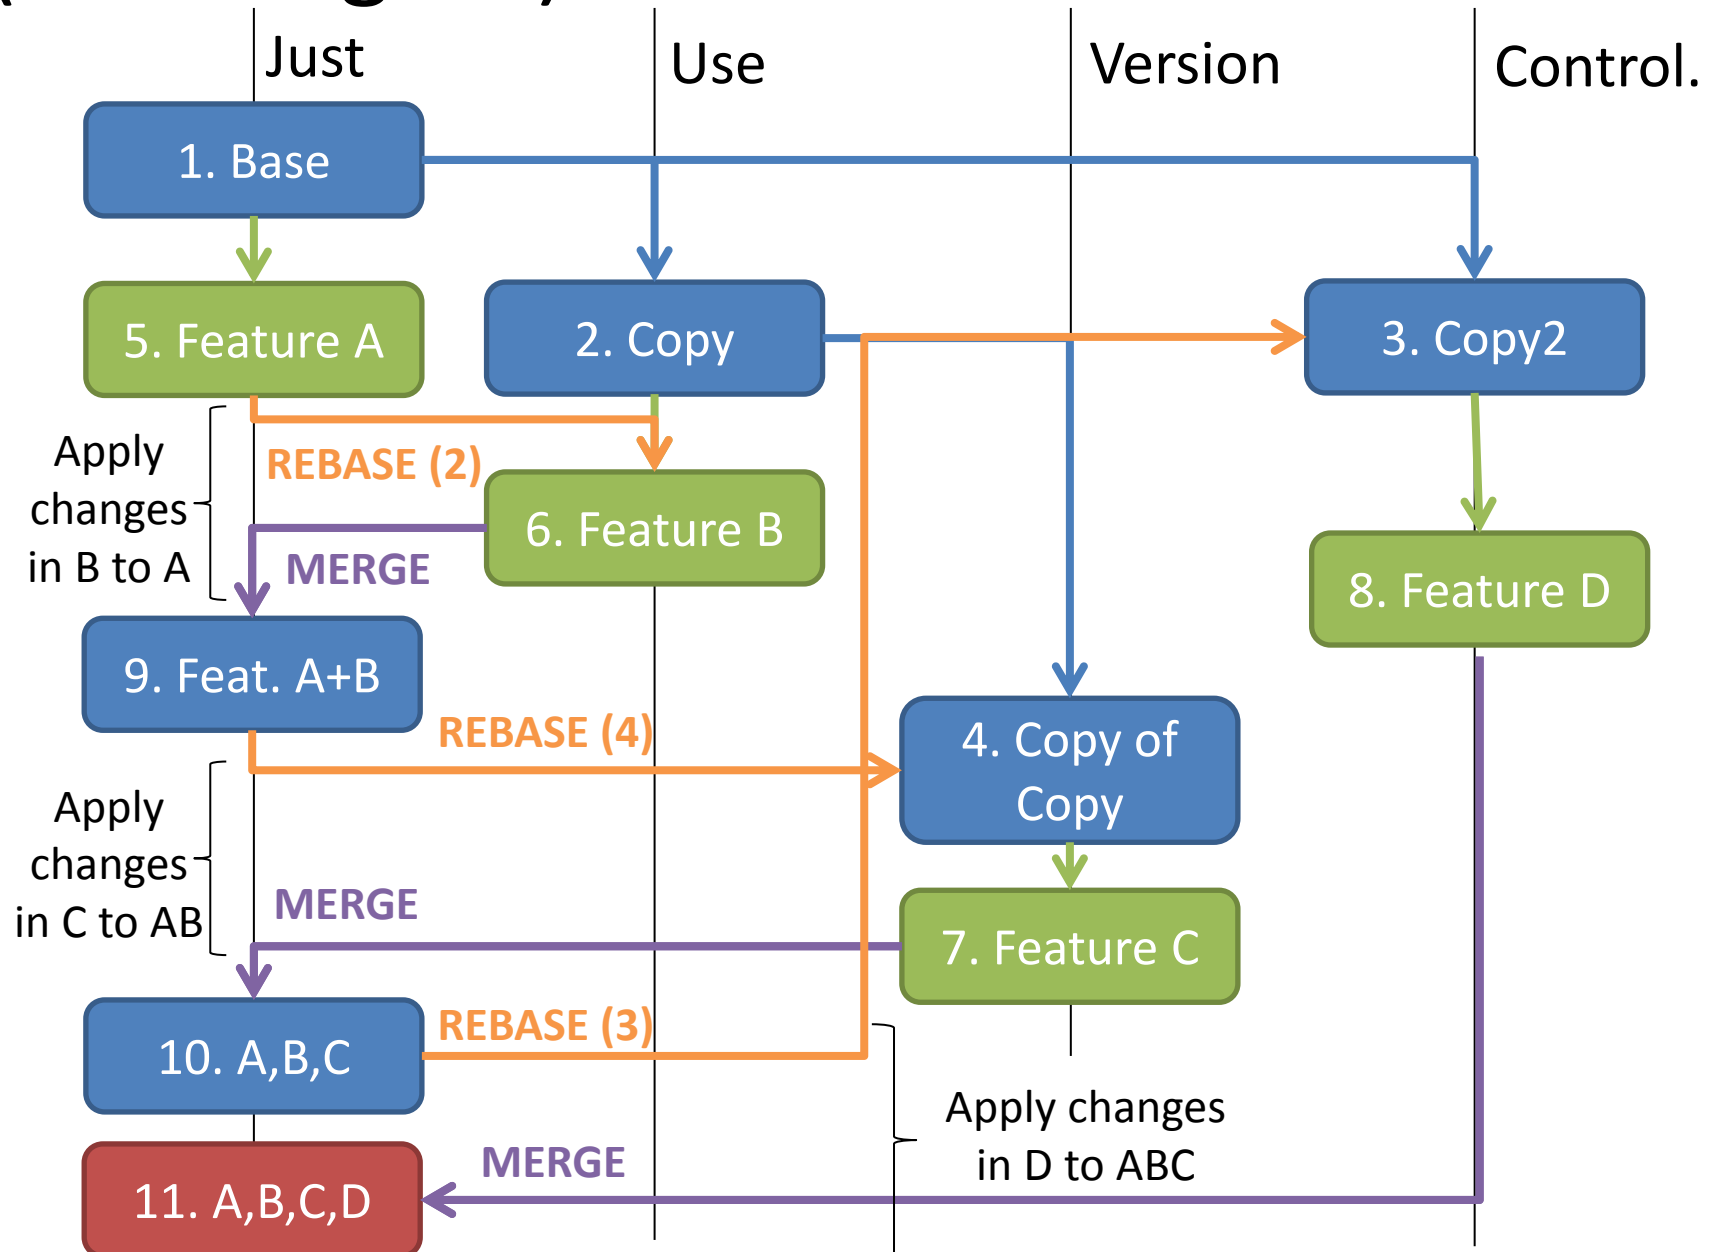 Just
Use
Version
Control.
1. Base
5. Feature A
2. Copy
3. Copy2
Apply
changes
in B to A
REBASE (2)
6. Feature B
MERGE
8. Feature D
9. Feat. A+B
REBASE (4)
4. Copy of
Copy
Apply
changes
in C to AB
MERGE
7. Feature C
10. A,B,C
REBASE (3)
Apply changes
in D to ABC
MERGE
11. A,B,C,D